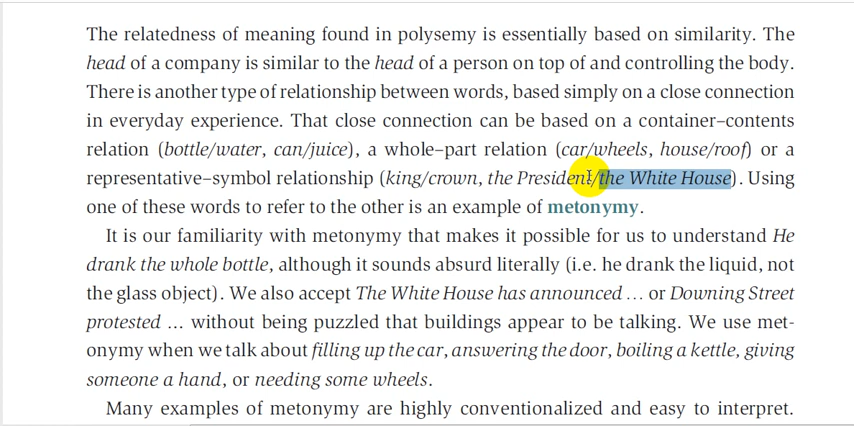 The relatedness of meaning found in polysemy is essentially based on similarity. The
head of a company is similar to the head of a person on top of and controlling the body.
There is another type of relationship between words, based simply on a close connection
in everyday experience. That close connection can be based on a container–contents
relation (bottle/water, can/juice), a whole–part relation (car/wheels, house/roof) or a
representative–symbol relationship (king/crown, the President/the White House). Using
one of these words to refer to the other is an example of metonymy.
It is our familiarity with metonymy that makes it possible for us to understand He
drank the whole bottle, although it sounds absurd literally (i.e. he drank the liquid, not
the glass object). We also accept The White House has announced … or Downing Street
protested … without being puzzled that buildings appear to be talking. We use met-
onymy when we talk about filling up the car, answering the door, boiling a kettle, giving
someone a hand, or needing some wheels.
Many examples of metonymy are highly conventionalized and easy to interpret.